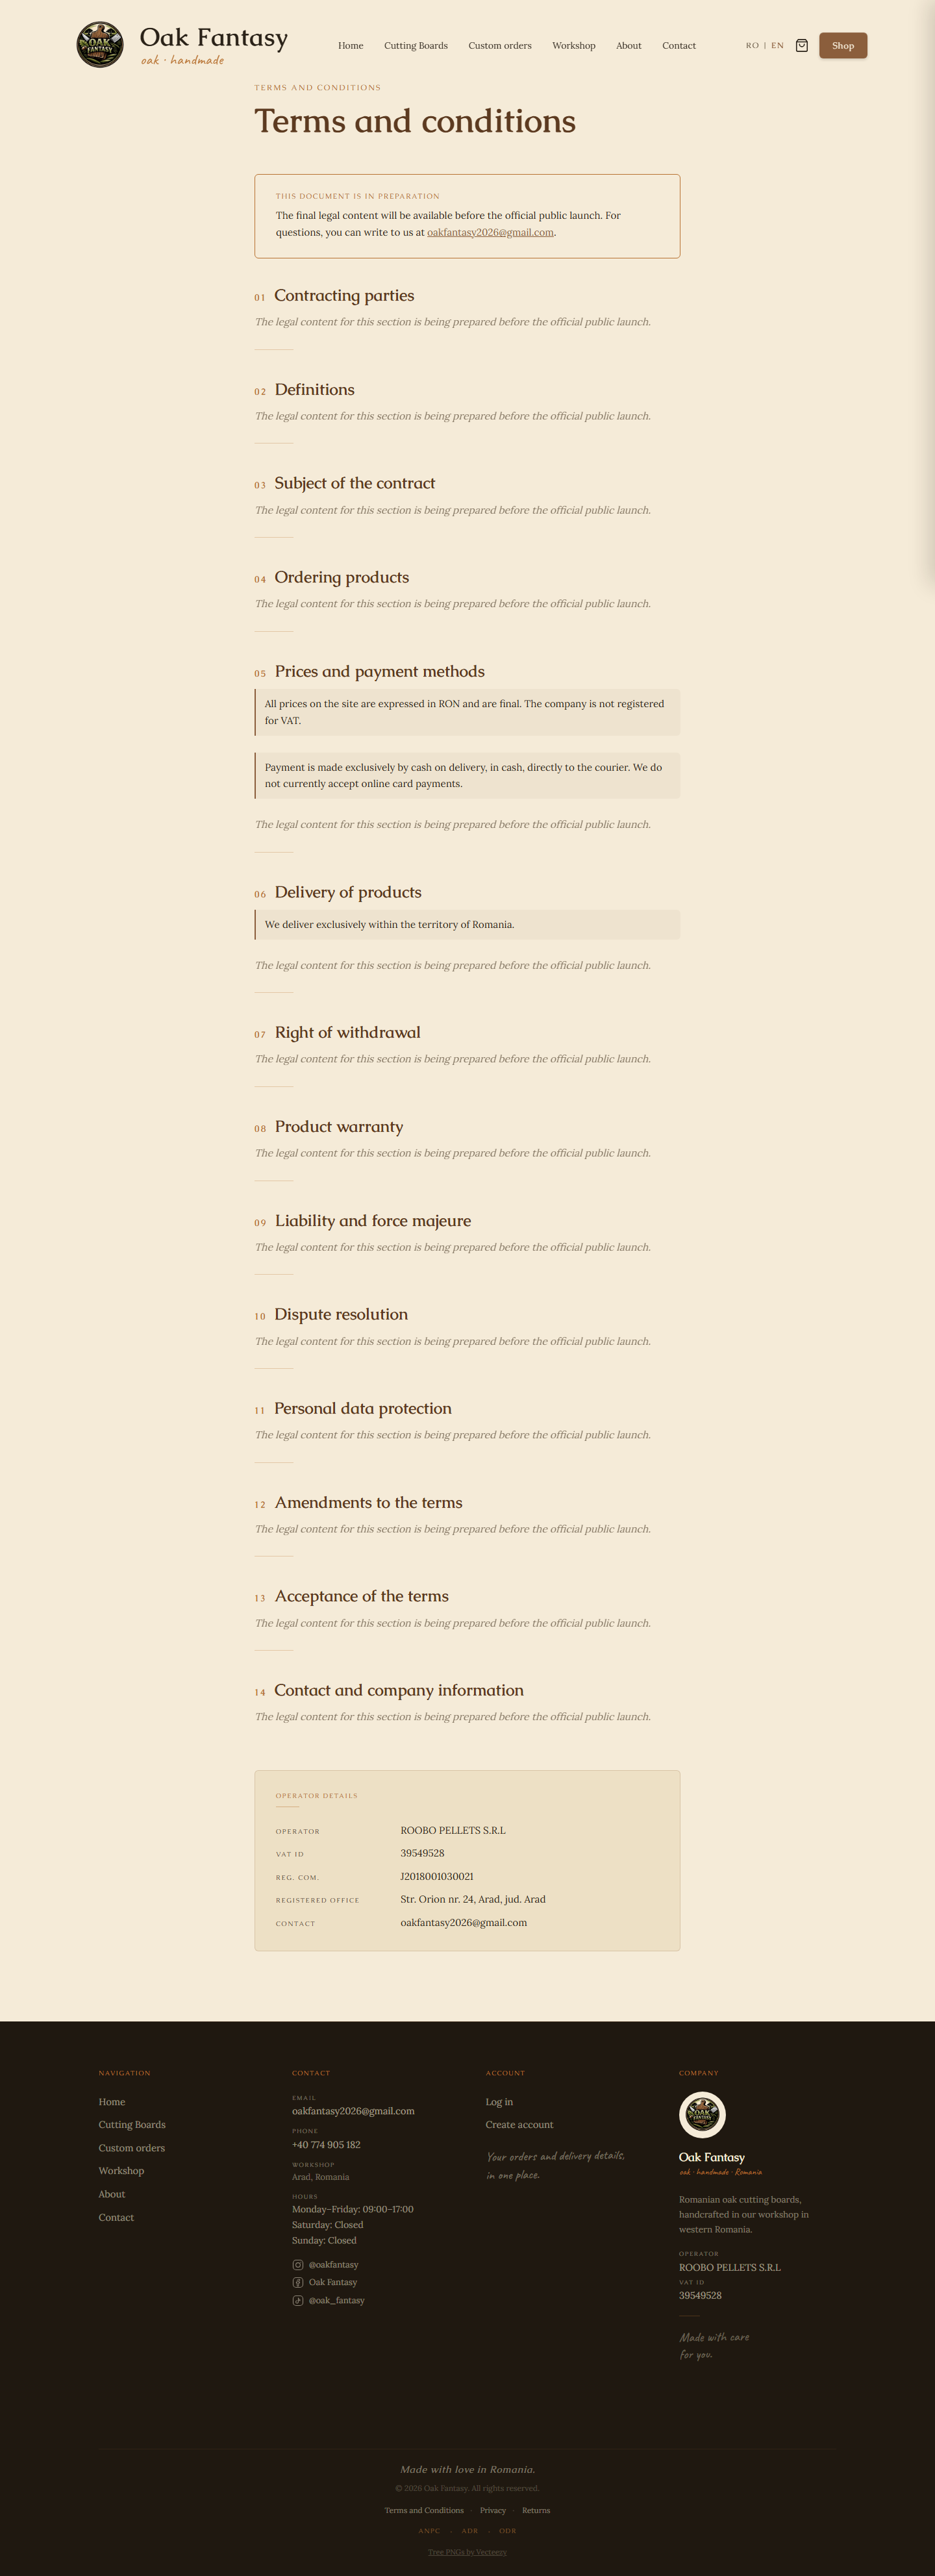 OAK
FANTASY
Oak Fantasy
oak · handmade
Home
Cutting Boards
Custom orders
Workshop
About
Contact
RO | EN
Shop
TERMS AND CONDITIONS
Terms and conditions
THIS DOCUMENT IS IN PREPARATION
The final legal content will be available before the official public launch. For
questions, you can write to us at oakfantasy2026@gmail.com.
01 Contracting parties
The legal content for this section is being prepared before the official public launch.
02 Definitions
The legal content for this section is being prepared before the official public launch.
03 Subject of the contract
The legal content for this section is being prepared before the official public launch.
04 Ordering products
The legal content for this section is being prepared before the official public launch.
05 Prices and payment methods
All prices on the site are expressed in RON and are final. The company is not registered
for VAT.
Payment is made exclusively by cash on delivery, in cash, directly to the courier. We do
not currently accept online card payments.
The legal content for this section is being prepared before the official public launch.
06 Delivery of products
We deliver exclusively within the territory of Romania.
The legal content for this section is being prepared before the official public launch.
07 Right of withdrawal
The legal content for this section is being prepared before the official public launch.
08 Product warranty
The legal content for this section is being prepared before the official public launch.
09 Liability and force majeure
The legal content for this section is being prepared before the official public launch.
10 Dispute resolution
The legal content for this section is being prepared before the official public launch.
11 Personal data protection
The legal content for this section is being prepared before the official public launch.
12 Amendments to the terms
The legal content for this section is being prepared before the official public launch.
13 Acceptance of the terms
The legal content for this section is being prepared before the official public launch.
14 Contact and company information
The legal content for this section is being prepared before the official public launch.
OPERATOR DETAILS
OPERATOR ROOBO PELLETS S.R.L
VAT ID 39549528
REG. COM. J2018001030021
REGISTERED OFFICE Str. Orion nr. 24, Arad, jud. Arad
CONTACT oakfantasy2026@gmail.com
NAVIGATION
Home
Cutting Boards
Custom orders
Workshop
About
Contact
CONTACT
EMAIL
oakfantasy2026@gmail.com
PHONE
+40 774 905 182
WORKSHOP
Arad, Romania
HOURS
Monday–Friday: 09:00–17:00
Saturday: Closed
Sunday: Closed
@oakfantasy
Oak Fantasy
@oak_fantasy
ACCOUNT
Log in
Create account
Your orders and delivery details,
in one place.
COMPANY
OAK
FANTASY
Oak Fantasy
oak · handmade · Romania
Romanian oak cutting boards,
handcrafted in our workshop in
western Romania.
OPERATOR
ROOBO PELLETS S.R.L
VAT ID
39549528
Made with care
for you.
Made with love in Romania.
© 2026 Oak Fantasy. All rights reserved.
Terms and Conditions · Privacy · Returns
ANPC · ADR · ODR
Tree PNGs by Vecteezy